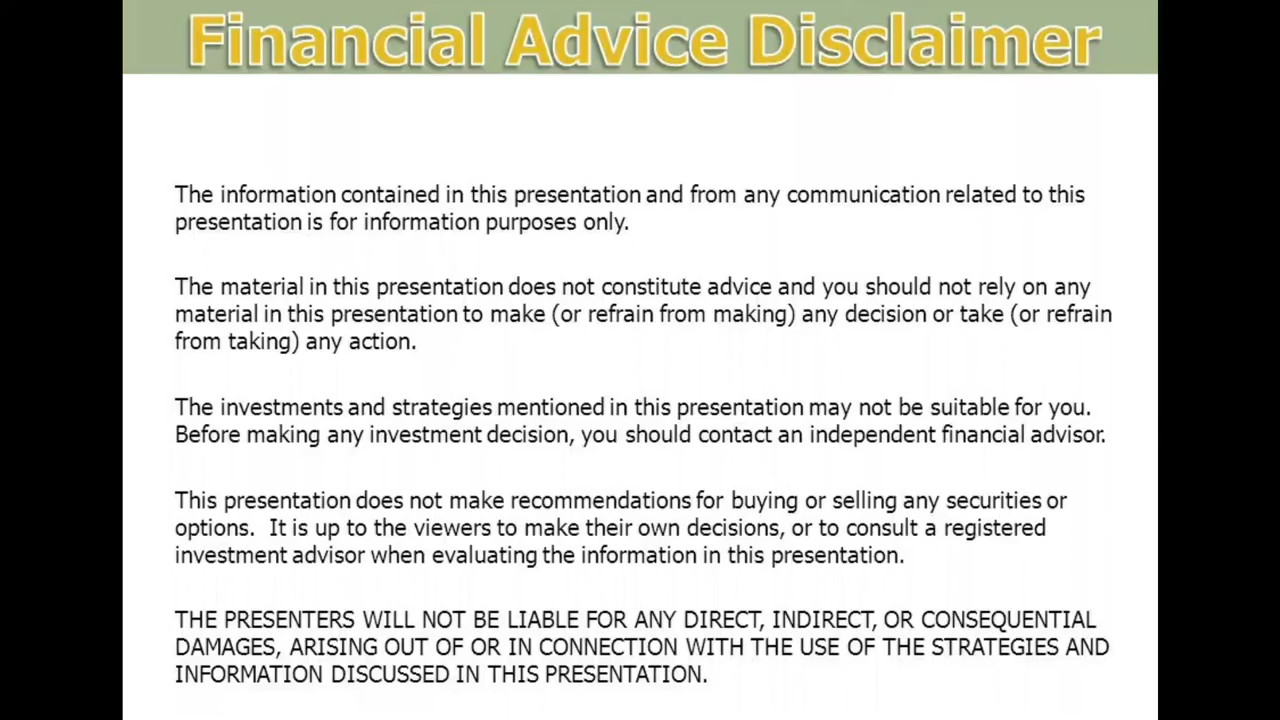 Financial Advice Disclaimer
The information contained in this presentation and from any communication related to this
presentation is for information purposes only.
The material in this presentation does not constitute advice and you should not rely on any
material in this presentation to make (or refrain from making) any decision or take (or refrain
from taking) any action.
The investments and strategies mentioned in this presentation may not be suitable for you.
Before making any investment decision, you should contact an independent financial advisor.
This presentation does not make recommendations for buying or selling any securities or
options.  It is up to the viewers to make their own decisions, or to consult a registered
investment advisor when evaluating the information in this presentation.
THE PRESENTERS WILL NOT BE LIABLE FOR ANY DIRECT, INDIRECT, OR CONSEQUENTIAL
DAMAGES, ARISING OUT OF OR IN CONNECTION WITH THE USE OF THE STRATEGIES AND
INFORMATION DISCUSSED IN THIS PRESENTATION.